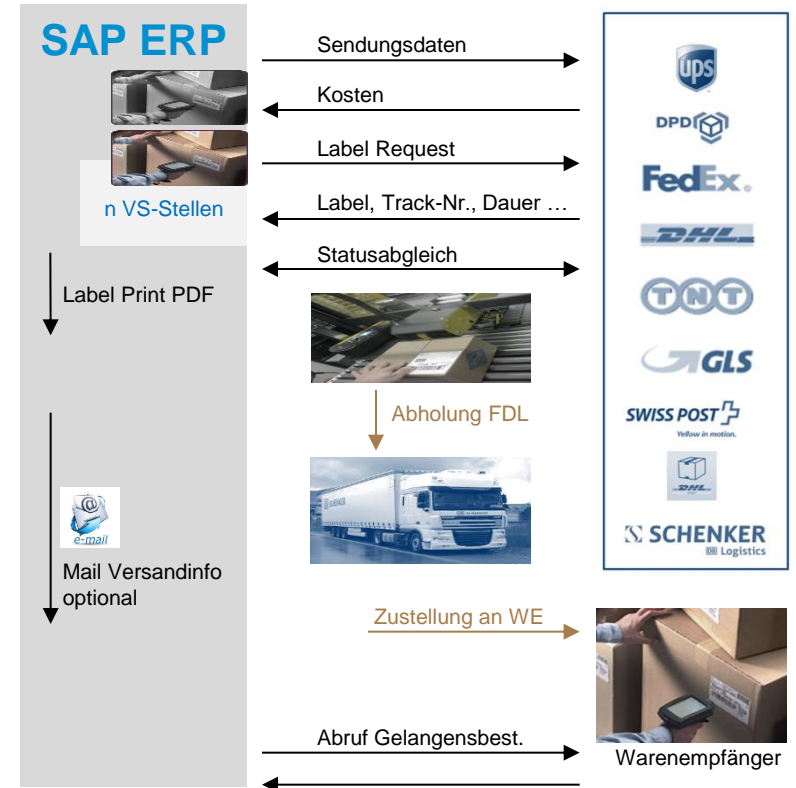 SAP ERP
n VS-Stellen
Label Print PDF
@
e-mail
Mail Versandinfo
optional
Sendungsdaten
Kosten
Label Request
Label, Track-Nr., Dauer …
Statusabgleich
Abholung FDL
SCHENKER
Zustellung an WE
Abruf Gelangensbest.
ups
DPD
FedEx.
DHL
TNT
GLS
SWISS POST
Yellow in motion.
DHL
SCHENKER
DB Logistics
Warenempfänger